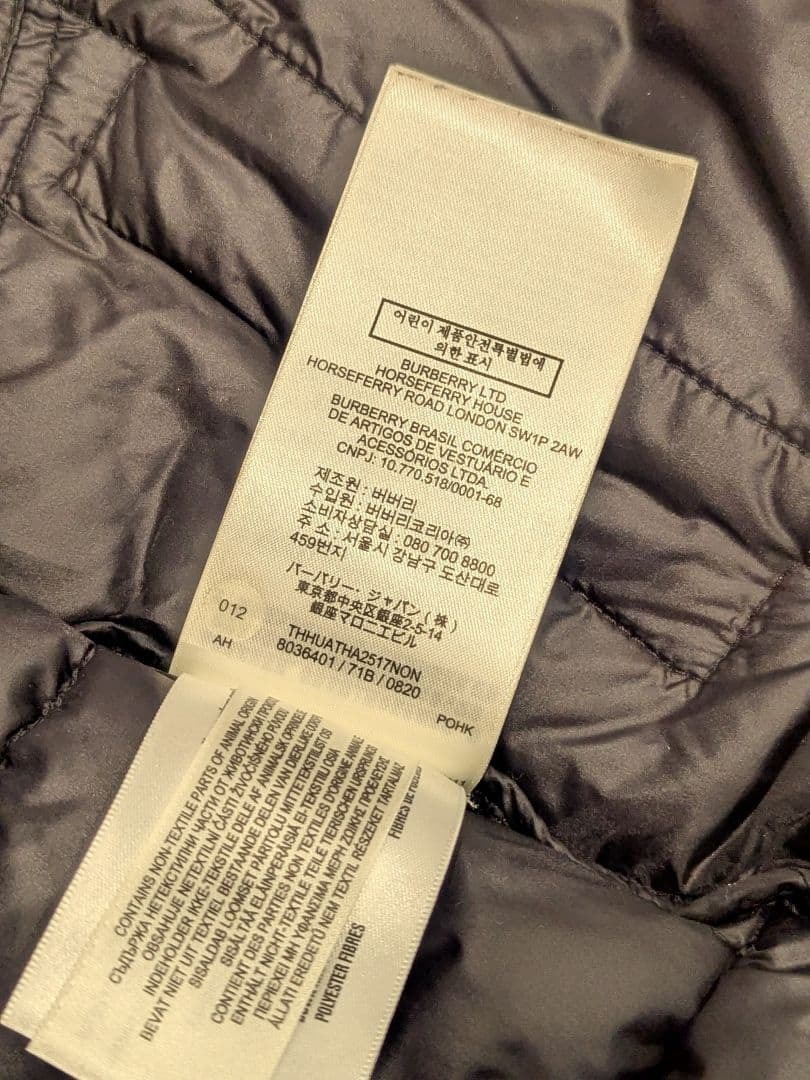 어린이 제품안전특별법에
의한 표시
BURBERRY LTD
HORSEFERRY HOUSE
HORSEFERRY ROAD LONDON SW1P 2AW
BURBERRY BRASIL COMÉRCIO
DE ARTIGOS DE VESTUÁRIO E
ACESSÓRIOS LTDA.
CNPJ: 10.770.518/0001-68
제조원 : 버버리
수입원 : 버버리코리아㈜
소비자상담실 : 080 700 8800
주 소 : 서울시 강남구 도산대로
459번지
バーバリー・ジャパン(株)
東京都中央区銀座2-5-14
銀座マロニエビル
012
AH
THHUATHA2517NON
8036401 / 71B / 0820
POHK
CONTAINS NON-TEXTILE PARTS OF ANIMAL ORIGIN
СЪДЪРЖА НЕТЕКСТИЛНИ ЧАСТИ ОТ ЖИВОТИНСКИ
OBSAHUJE NETEXTILNÍ ČÁSTI ŽIVOČIŠNÉHO PŮVODU
INDEHOLDER IKKE-TEKSTILE DELE AF ANIMALSK
BEVAT NIET UIT TEXTIEL BESTAANDE DELEN VAN DIERLIJKE
SISALDAB LOOMSET PÄRITOLU MITTETEKSTIILIST OSI
SISÄLTÄÄ ELÄINPERÄISIÄ EI-TEKSTIILI OSIA
CONTIENT DES PARTIES NON TEXTILES D'ORIGINE ANIMALE
ENTHÄLT NICHT-TEXTILE TEILE TIERISCHEN URSPRUNGS
ΠΕΡΙΕΧΕΙ ΜΗ ΥΦΑΝΣΙΜΑ ΜΕΡΗ ΖΩΙΚΗΣ ΠΡΟΕΛΕΥΣΗΣ
ÁLLATI EREDETŰ NEM TEXTIL RÉSZEKET TARTALMAZ
POLYESTER FIBRES
FIBRES DE